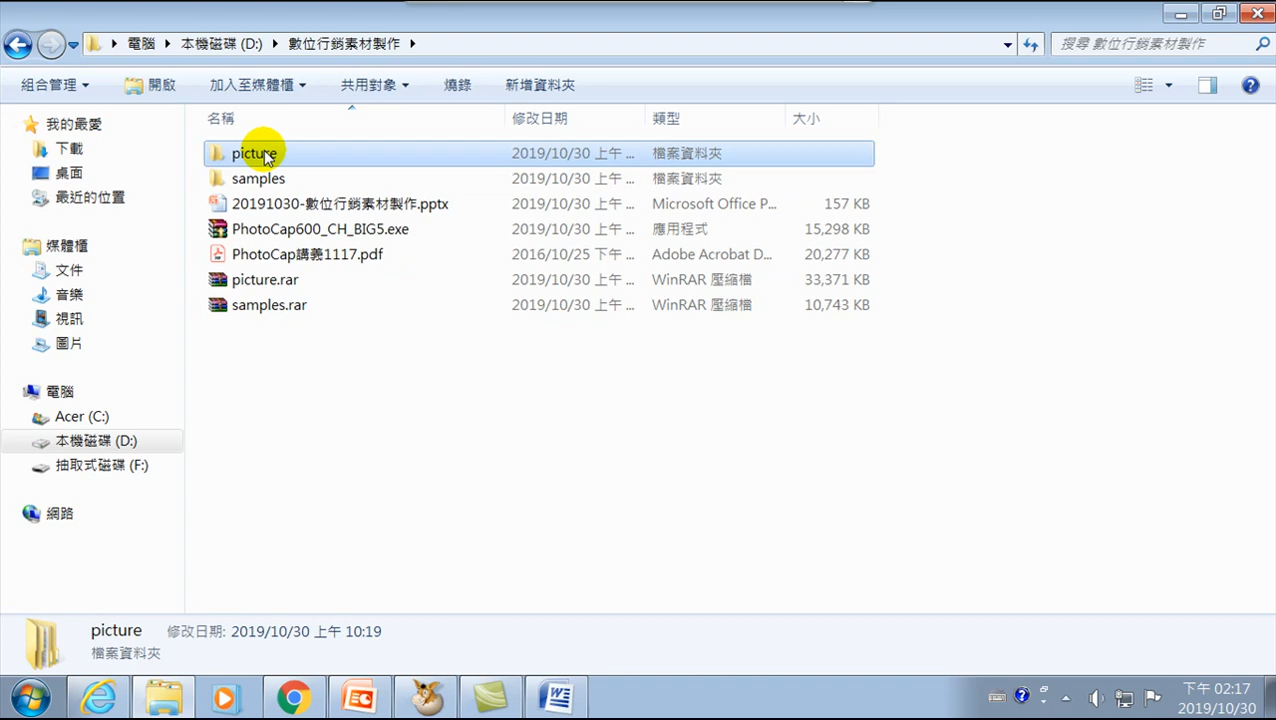 電腦 本機磁碟 (D:) 數位行銷素材製作
搜尋 數位行銷素材製作
組合管理 開啟 加入至媒體櫃 共用對象 燒錄 新增資料夾
我的最愛
下載
桌面
最近的位置
媒體櫃
文件
音樂
視訊
圖片
電腦
Acer (C:)
本機磁碟 (D:)
抽取式磁碟 (F:)
網路
名稱 修改日期 類型 大小
picture 2019/10/30 上午 ... 檔案資料夾
samples 2019/10/30 上午 ... 檔案資料夾
20191030-數位行銷素材製作.pptx 2019/10/30 上午 ... Microsoft Office P... 157 KB
PhotoCap600_CH_BIG5.exe 2019/10/30 上午 ... 應用程式 15,298 KB
PhotoCap講義1117.pdf 2016/10/25 下午 ... Adobe Acrobat D... 20,277 KB
picture.rar 2019/10/30 上午 ... WinRAR 壓縮檔 33,371 KB
samples.rar 2019/10/30 上午 ... WinRAR 壓縮檔 10,743 KB
picture 修改日期: 2019/10/30 上午 10:19
檔案資料夾
下午 02:17
2019/10/30